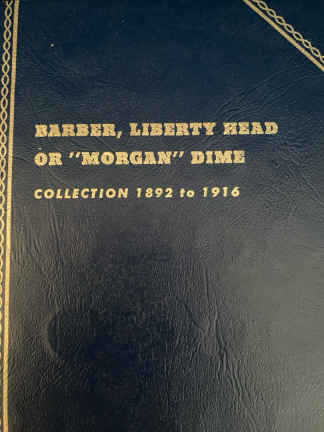 BARBER, LIBERTY HEAD
OR "MORGAN" DIME
COLLECTION 1892 to 1916